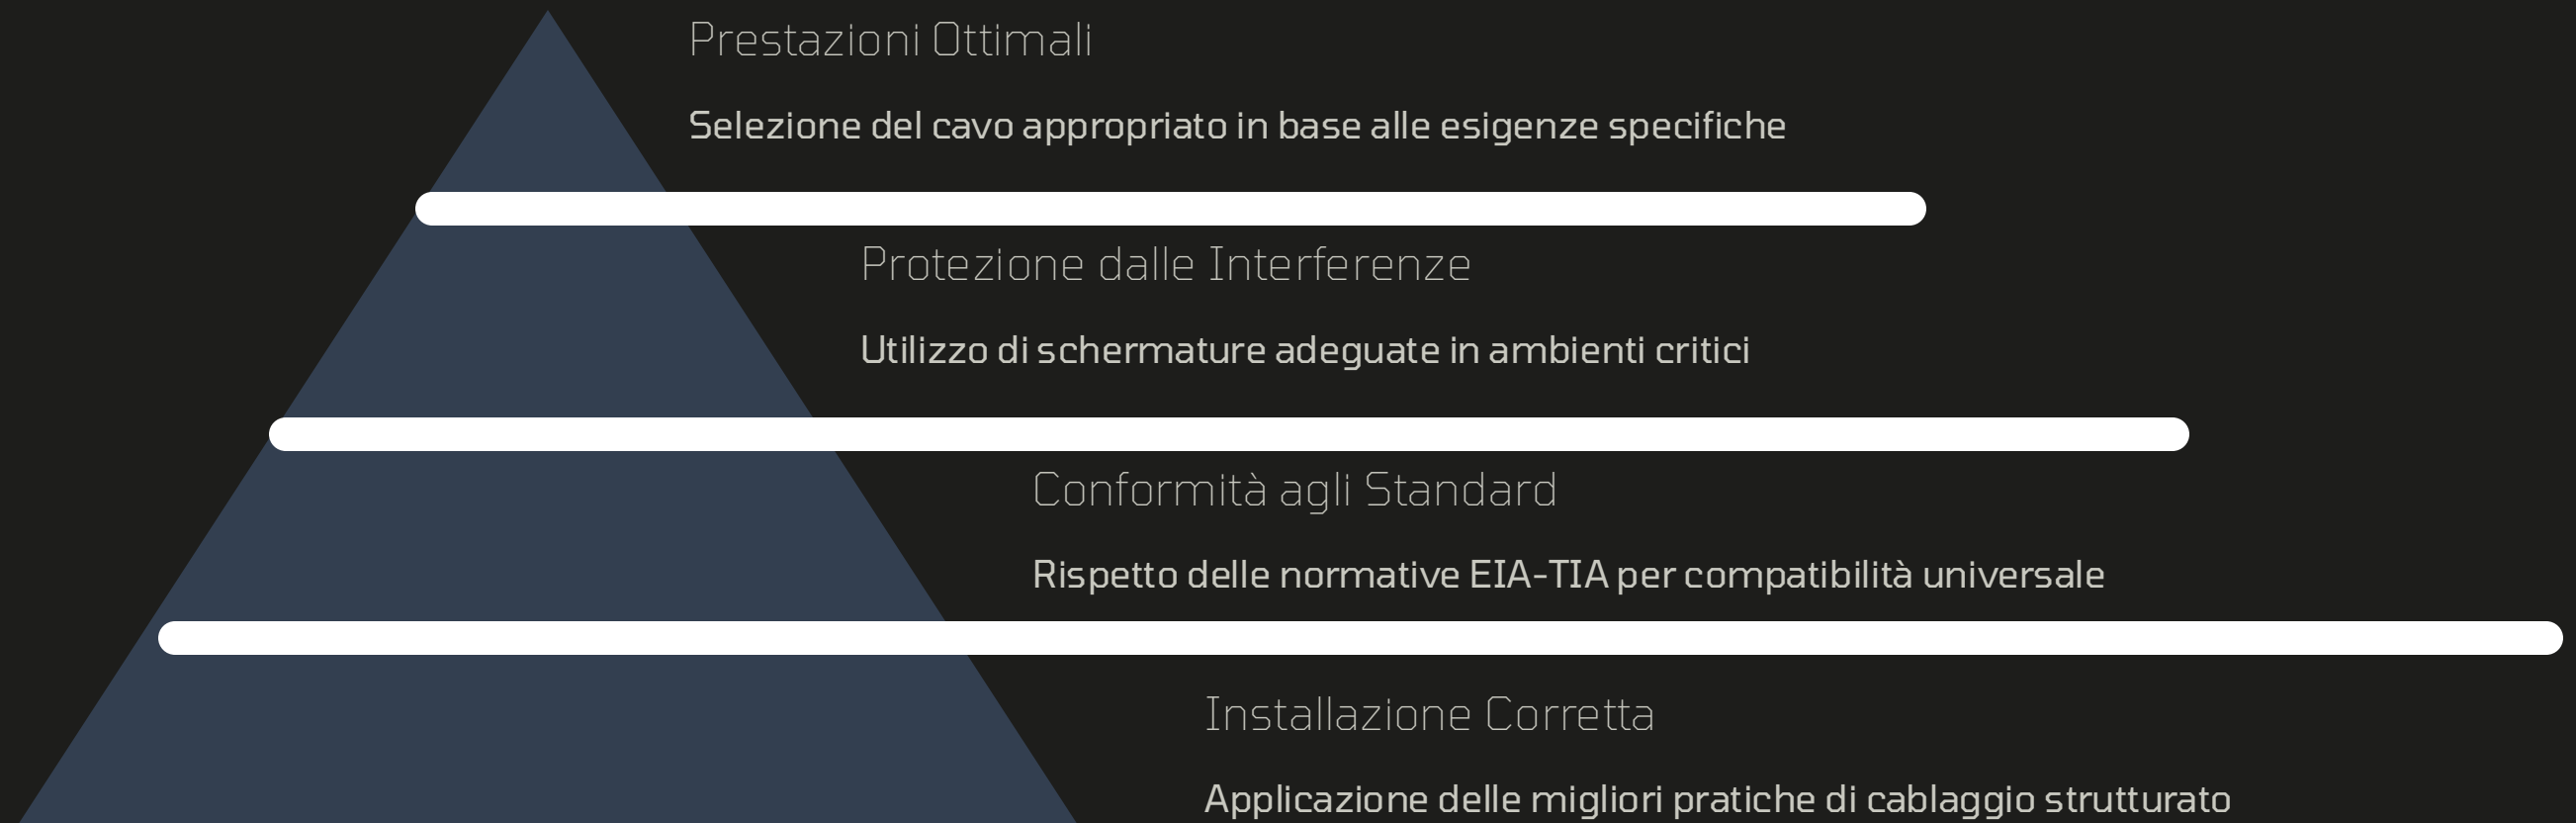 Prestazioni Ottimali
Selezione del cavo appropriato in base alle esigenze specifiche
Protezione dalle Interferenze
Utilizzo di schermature adeguate in ambienti critici
Conformità agli Standard
Rispetto delle normative EIA-TIA per compatibilità universale
Installazione Corretta
Applicazione delle migliori pratiche di cablaggio strutturato